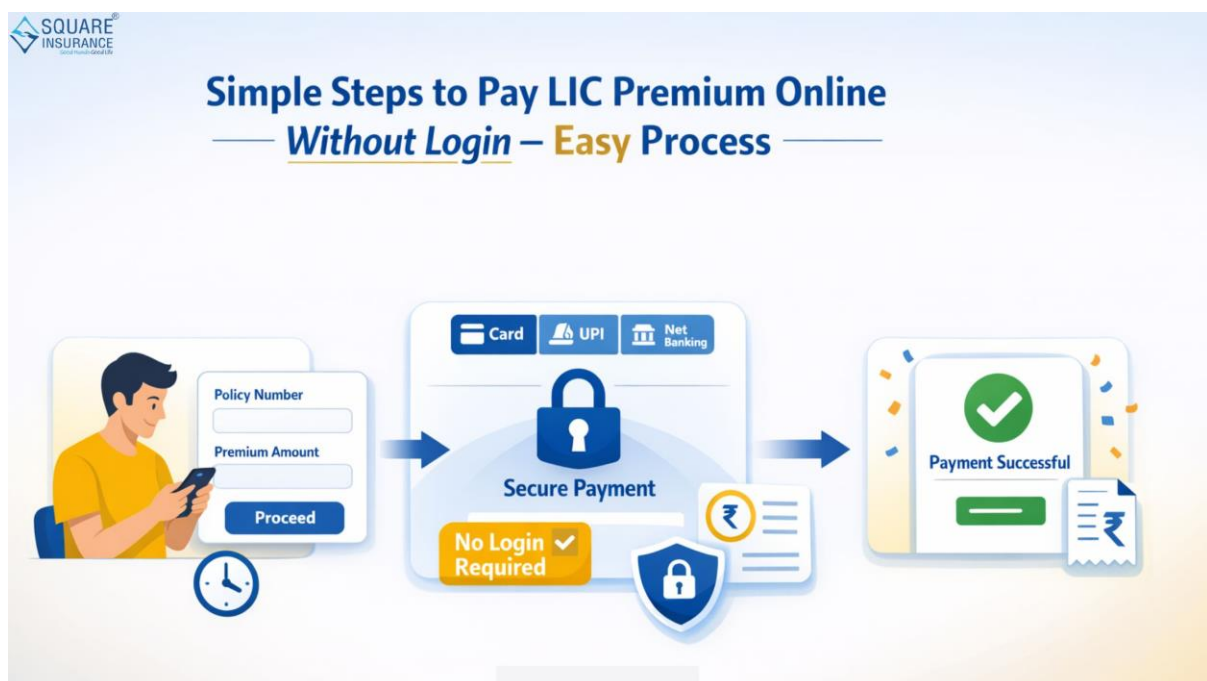 SQUARE®
INSURANCE
Simple Steps to Pay LIC Premium Online
Without Login – Easy Process
Policy Number
Premium Amount
Proceed
Card
UPI
Net
Banking
Secure Payment
No Login
Required
₹
Payment Successful
₹